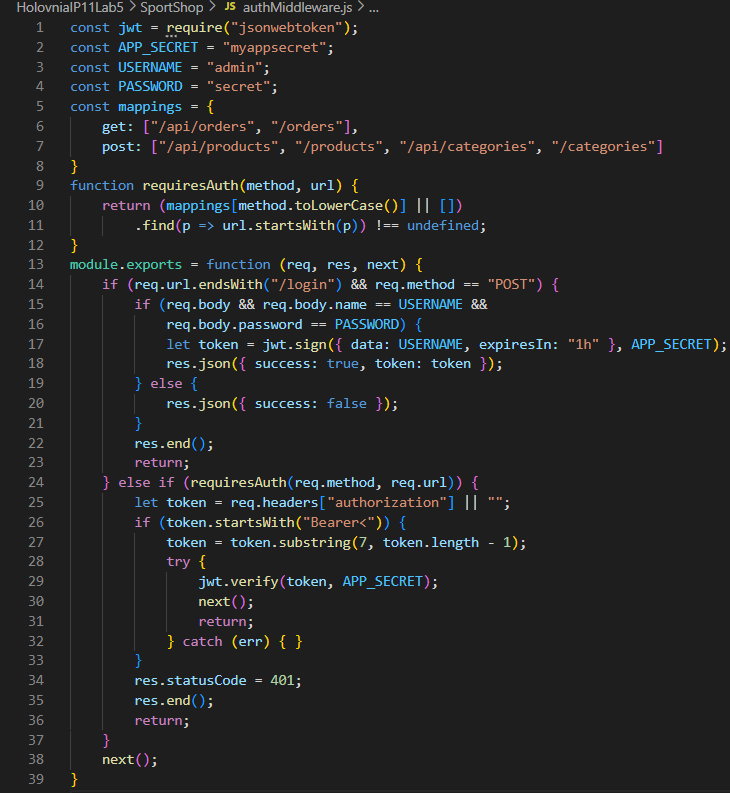 HolovniaIP11Lab5 > SportShop > JS authMiddleware.js > ...
1 const jwt = require("jsonwebtoken");
2 const APP_SECRET = "myappsecret";
3 const USERNAME = "admin";
4 const PASSWORD = "secret";
5 const mappings = {
6     get: ["/api/orders", "/orders"],
7     post: ["/api/products", "/products", "/api/categories", "/categories"]
8 }
9 function requiresAuth(method, url) {
10     return (mappings[method.toLowerCase()] || [])
11         .find(p => url.startsWith(p)) !== undefined;
12 }
13 module.exports = function (req, res, next) {
14     if (req.url.endsWith("/login") && req.method == "POST") {
15         if (req.body && req.body.name == USERNAME &&
16             req.body.password == PASSWORD) {
17             let token = jwt.sign({ data: USERNAME, expiresIn: "1h" }, APP_SECRET);
18             res.json({ success: true, token: token });
19         } else {
20             res.json({ success: false });
21         }
22         res.end();
23         return;
24     } else if (requiresAuth(req.method, req.url)) {
25         let token = req.headers["authorization"] || "";
26         if (token.startsWith("Bearer<")) {
27             token = token.substring(7, token.length - 1);
28             try {
29                 jwt.verify(token, APP_SECRET);
30                 next();
31                 return;
32             } catch (err) { }
33         }
34         res.statusCode = 401;
35         res.end();
36         return;
37     }
38     next();
39 }